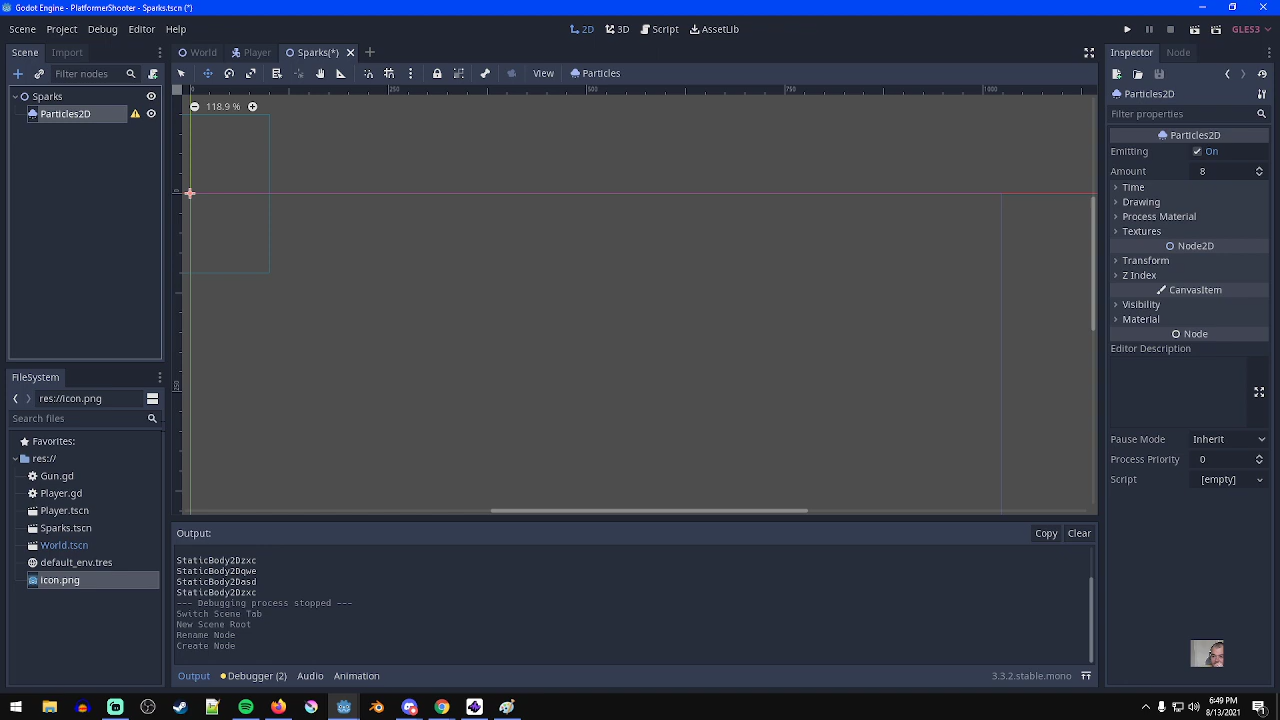 Godot Engine - PlatformerShooter - Sparks.tscn (*)
Scene Project Debug Editor Help
2D 3D Script AssetLib
GLES3
Scene Import
World Player Sparks(*)
Inspector Node
Filter nodes
View Particles
Particles2D
0 250 500 750 1000
Sparks
118.9 %
Filter properties
Particles2D
Particles2D
Emitting On
Amount 8
Time
Drawing
Process Material
Textures
Node2D
Transform
Z Index
CanvasItem
Visibility
Material
Node
Editor Description
0
250
FileSystem
res://icon.png
Search files
Favorites:
res://
Gun.gd
Player.gd
Player.tscn
Sparks.tscn
World.tscn
default_env.tres
icon.png
Pause Mode Inherit
Process Priority 0
Script [empty]
Output:
Copy Clear
StaticBody2Dzxc
StaticBody2Dqwe
StaticBody2Dasd
StaticBody2Dzxc
--- Debugging process stopped ---
Switch Scene Tab
New Scene Root
Rename Node
Create Node
Output Debugger (2) Audio Animation
3.3.2.stable.mono
6:49 PM
8/13/2021